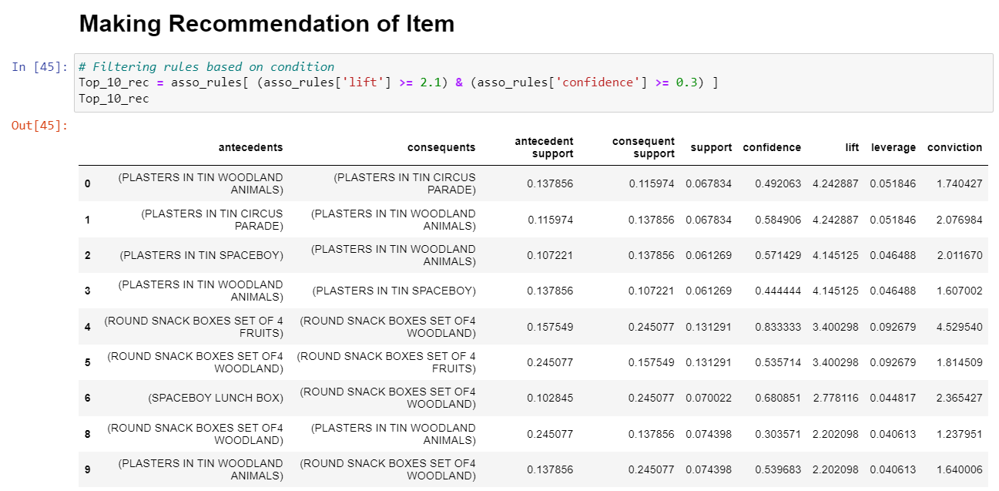 Making Recommendation of Item
In [45]:
# Filtering rules based on condition
Top_10_rec = asso_rules[ (asso_rules['lift'] >= 2.1) & (asso_rules['confidence'] >= 0.3) ]
Top_10_rec
Out[45]:
antecedents consequents antecedent support consequent support support confidence lift leverage conviction
0 (PLASTERS IN TIN WOODLAND ANIMALS) (PLASTERS IN TIN CIRCUS PARADE) 0.137856 0.115974 0.067834 0.492063 4.242887 0.051846 1.740427
1 (PLASTERS IN TIN CIRCUS PARADE) (PLASTERS IN TIN WOODLAND ANIMALS) 0.115974 0.137856 0.067834 0.584906 4.242887 0.051846 2.076984
2 (PLASTERS IN TIN SPACEBOY) (PLASTERS IN TIN WOODLAND ANIMALS) 0.107221 0.137856 0.061269 0.571429 4.145125 0.046488 2.011670
3 (PLASTERS IN TIN WOODLAND ANIMALS) (PLASTERS IN TIN SPACEBOY) 0.137856 0.107221 0.061269 0.444444 4.145125 0.046488 1.607002
4 (ROUND SNACK BOXES SET OF 4 FRUITS) (ROUND SNACK BOXES SET OF4 WOODLAND) 0.157549 0.245077 0.131291 0.833333 3.400298 0.092679 4.529540
5 (ROUND SNACK BOXES SET OF4 WOODLAND) (ROUND SNACK BOXES SET OF 4 FRUITS) 0.245077 0.157549 0.131291 0.535714 3.400298 0.092679 1.814509
6 (SPACEBOY LUNCH BOX) (ROUND SNACK BOXES SET OF4 WOODLAND) 0.102845 0.245077 0.070022 0.680851 2.778116 0.044817 2.365427
8 (ROUND SNACK BOXES SET OF4 WOODLAND) (PLASTERS IN TIN WOODLAND ANIMALS) 0.245077 0.137856 0.074398 0.303571 2.202098 0.040613 1.237951
9 (PLASTERS IN TIN WOODLAND ANIMALS) (ROUND SNACK BOXES SET OF4 WOODLAND) 0.137856 0.245077 0.074398 0.539683 2.202098 0.040613 1.640006